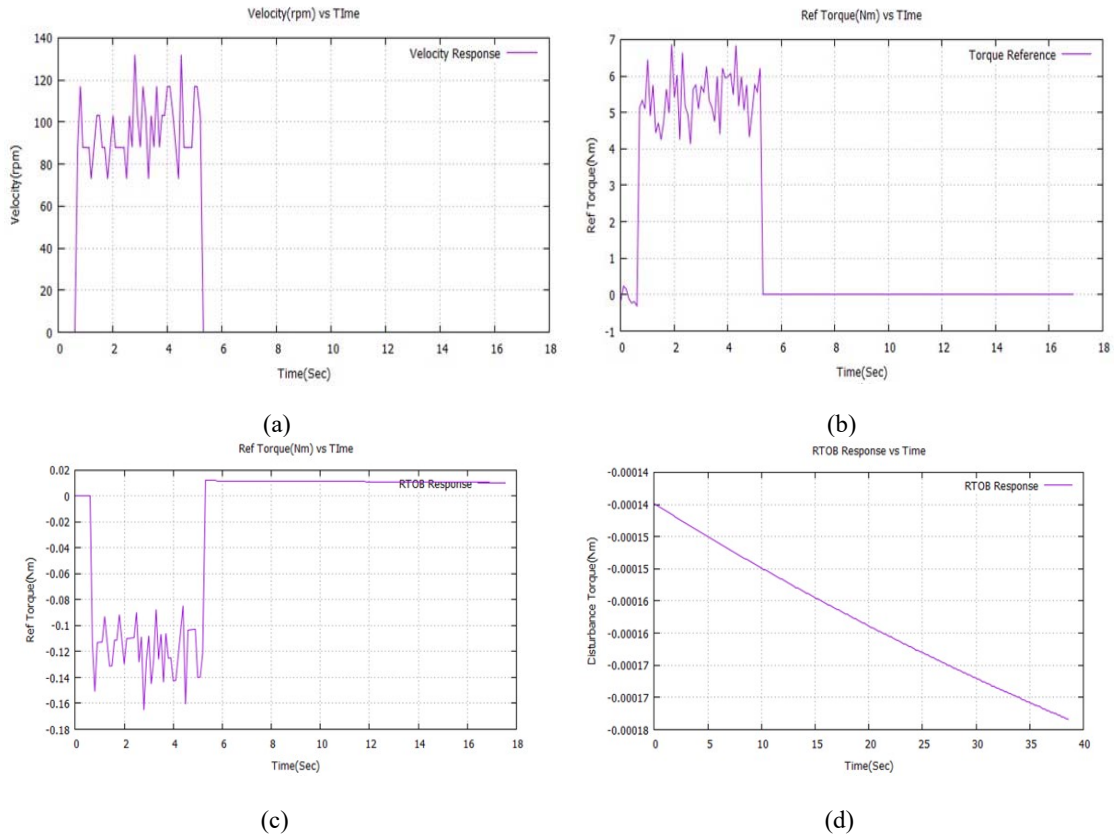 Velocity(rpm) vs TIme
140
120
100
80
60
40
20
0
Velocity(rpm)
Velocity Response
0 2 4 6 8 10 12 14 16 18
Time(Sec)
(a)
Ref Torque(Nm) vs TIme
7
6
5
4
3
2
1
0
-1
Ref Torque(Nm)
Torque Reference
0 2 4 6 8 10 12 14 16 18
Time(Sec)
(b)
Ref Torque(Nm) vs TIme
0.02
0
-0.02
-0.04
-0.06
-0.08
-0.1
-0.12
-0.14
-0.16
-0.18
Ref Torque(Nm)
RTOB Response
0 2 4 6 8 10 12 14 16 18
Time(Sec)
(c)
RTOB Response vs Time
-0.00014
-0.00014
-0.00015
-0.00015
-0.00016
-0.00016
-0.00017
-0.00017
-0.00018
Disturbance Torque(Nm)
RTOB Response
0 5 10 15 20 25 30 35 40
Time(Sec)
(d)